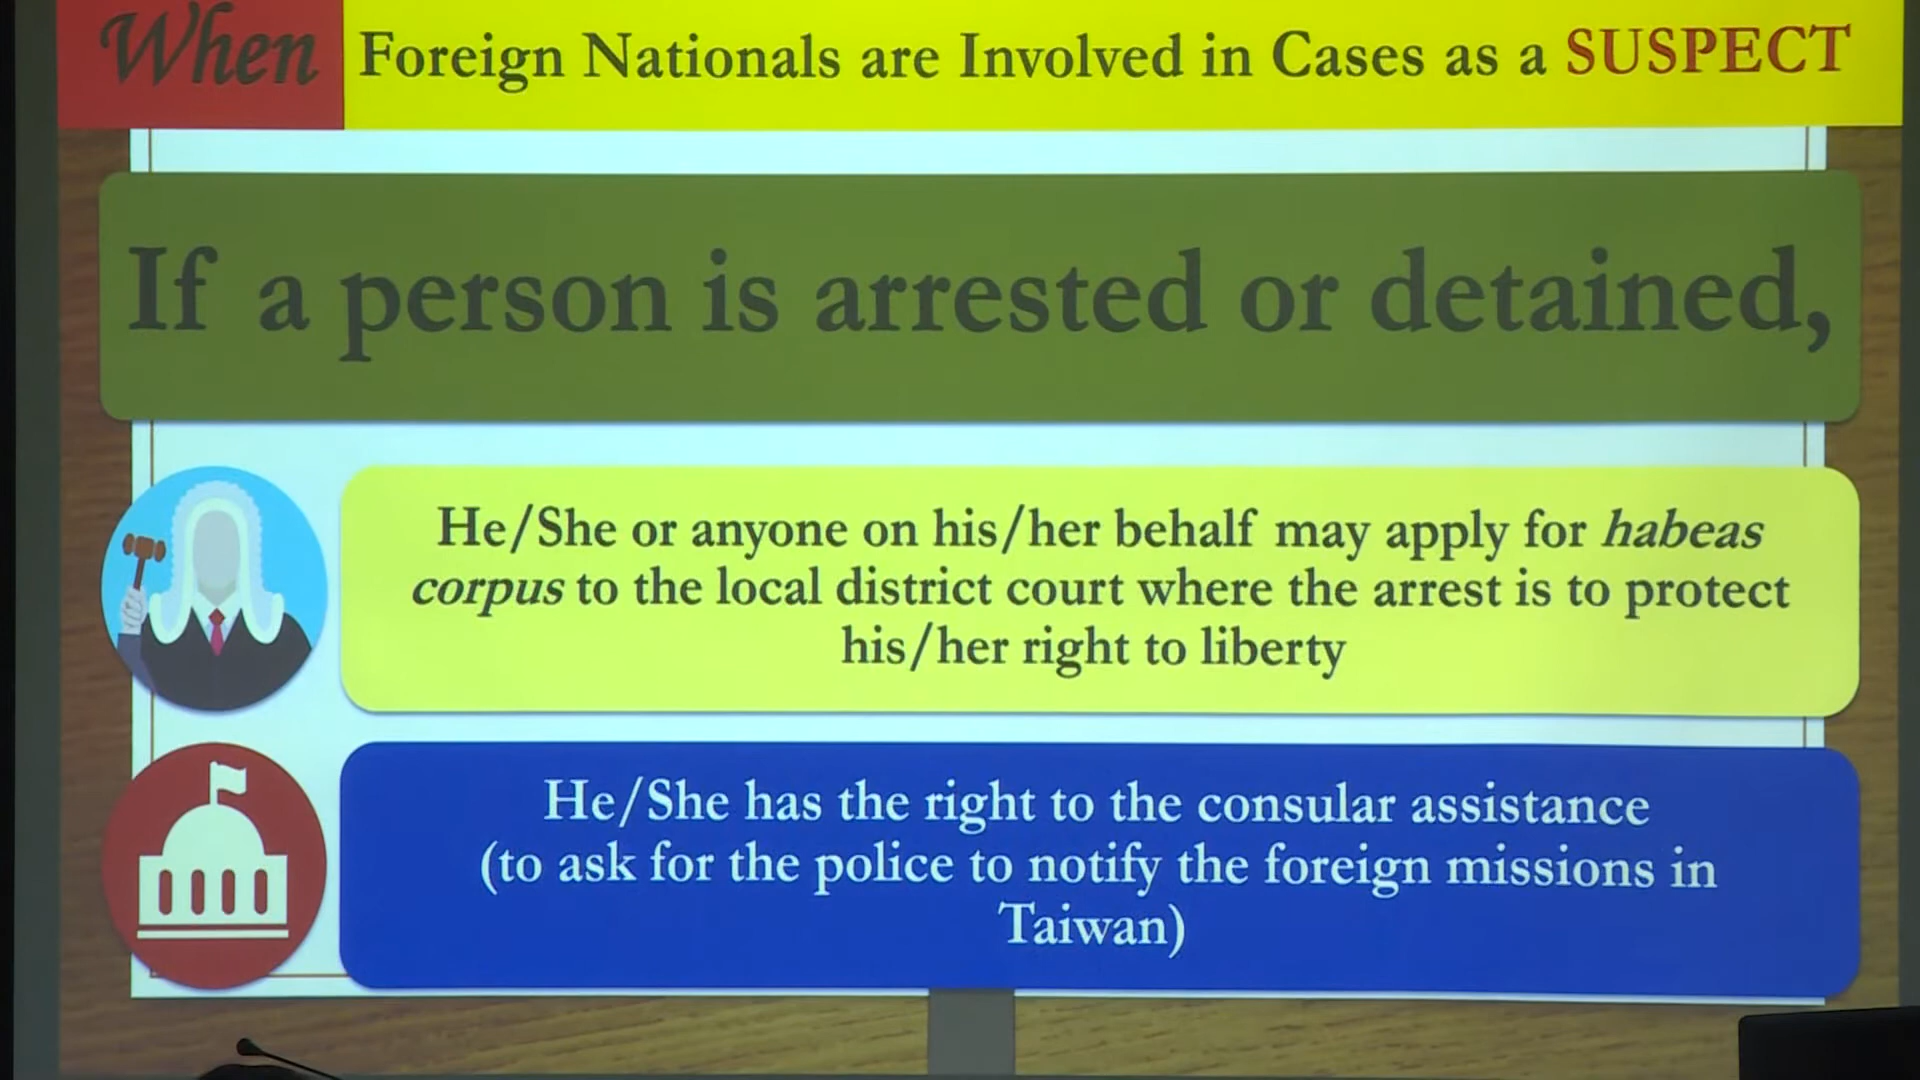 When Foreign Nationals are Involved in Cases as a SUSPECT
If a person is arrested or detained,
He/She or anyone on his/her behalf may apply for habeas
corpus to the local district court where the arrest is to protect
his/her right to liberty
He/She has the right to the consular assistance
(to ask for the police to notify the foreign missions in
Taiwan)